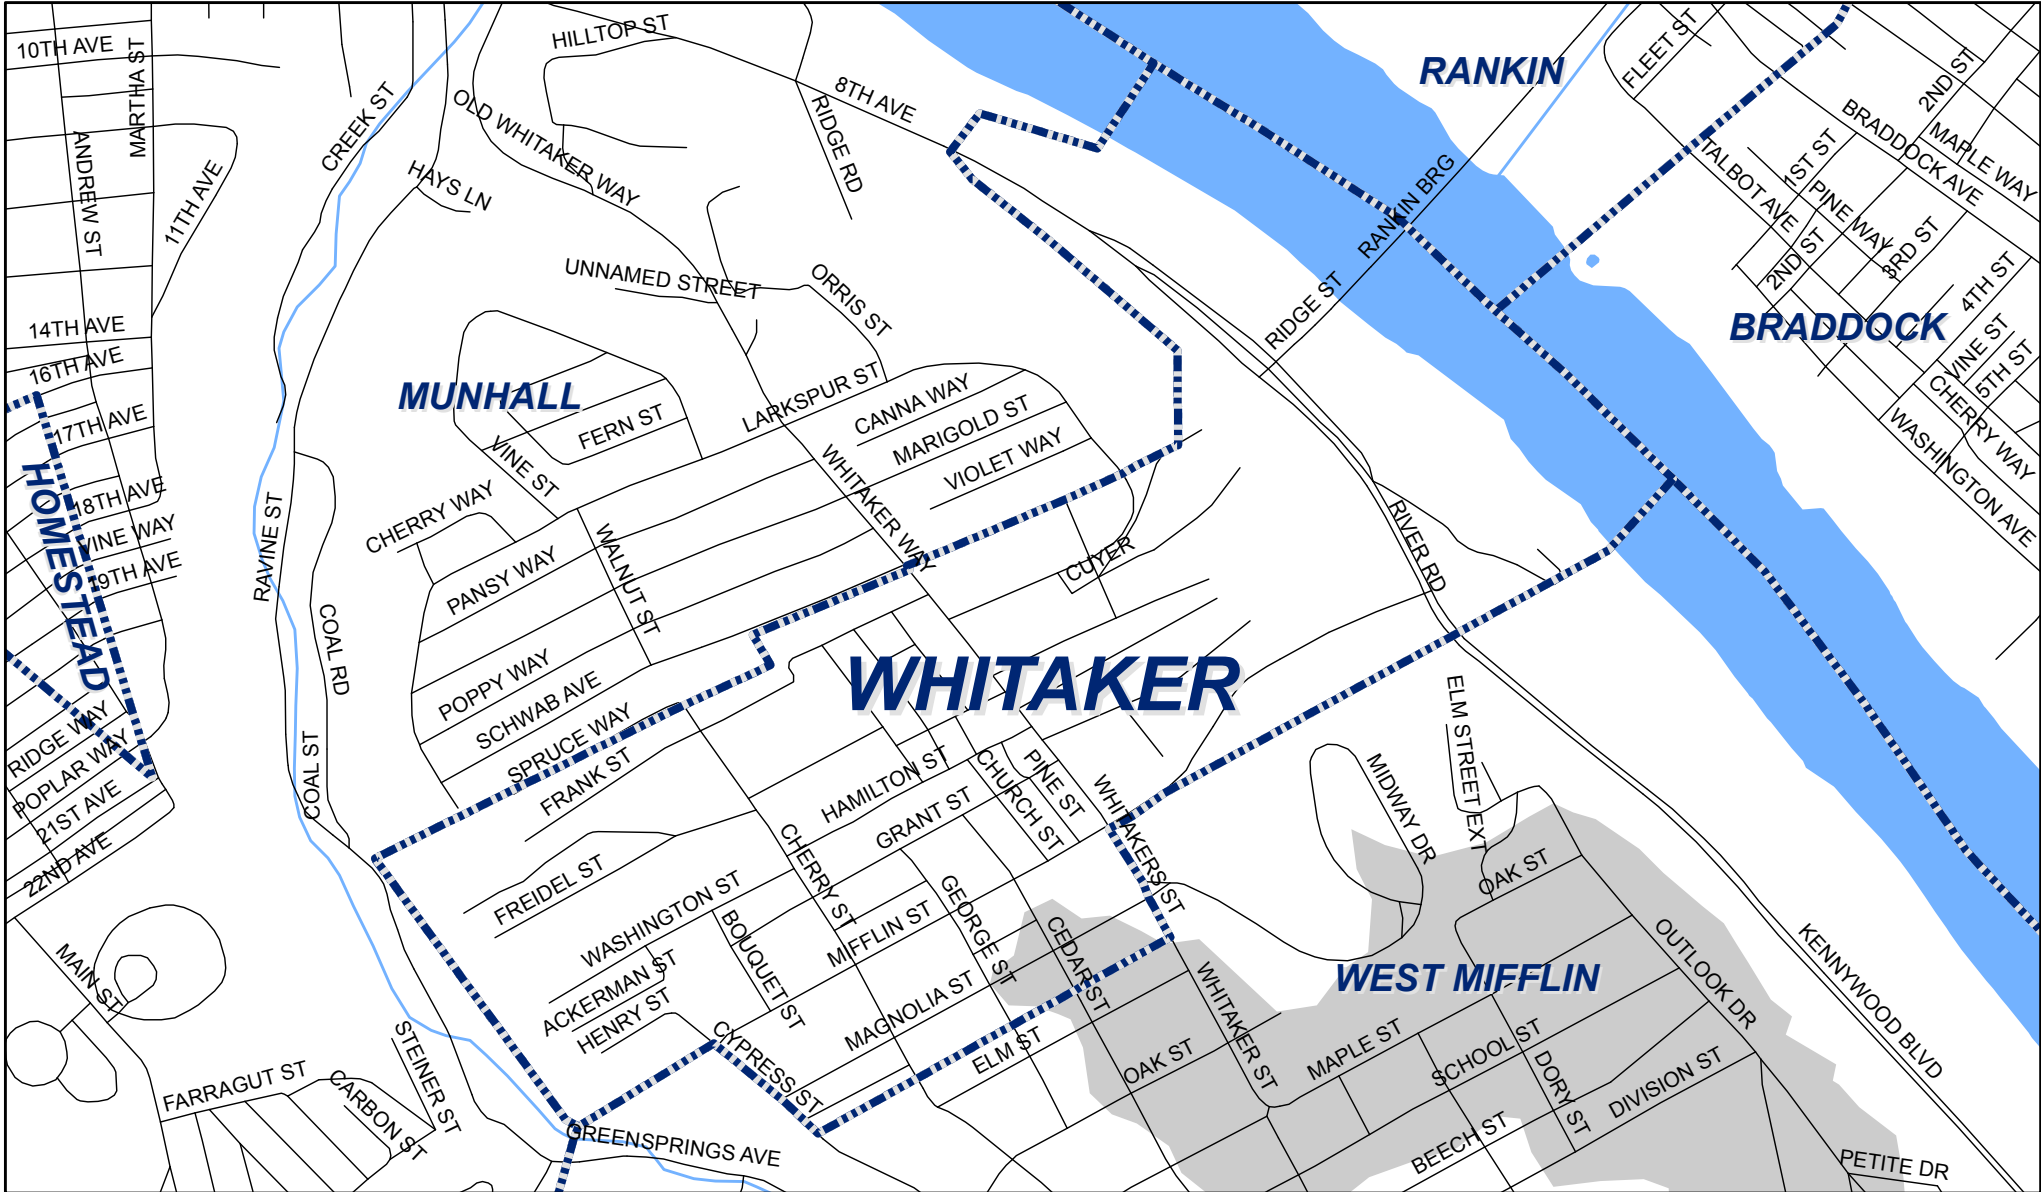 10TH AVE
MARTHA ST
ANDREW ST
11TH AVE
14TH AVE
16TH AVE
17TH AVE
18TH AVE
VINE WAY
19TH AVE
HOMESTEAD
RIDGE WAY
POPLAR WAY
21ST AVE
22ND AVE
MAIN ST
FARRAGUT ST
CARBON ST
STEINER ST
CREEK ST
HAYS LN
OLD WHITAKER WAY
HILLTOP ST
8TH AVE
RIDGE RD
UNNAMED STREET
ORRIS ST
MUNHALL
LARKSPUR ST
FERN ST
VINE ST
CHERRY WAY
CANNA WAY
MARIGOLD ST
VIOLET WAY
WHITAKER WAY
WALNUT ST
PANSY WAY
POPPY WAY
SCHWAB AVE
SPRUCE WAY
RAVINE ST
COAL RD
COAL ST
CUYER
WHITAKER
FRANK ST
FREIDEL ST
HAMILTON ST
GRANT ST
CHURCH ST
PINE ST
WHITAKERS ST
CHERRY ST
WASHINGTON ST
BOUQUET ST
MIFFLIN ST
GEORGE ST
CEDAR ST
ACKERMAN ST
HENRY ST
CYPRESS ST
MAGNOLIA ST
ELM ST
OAK ST
WHITAKER ST
GREENSPRINGS AVE
RANKIN
RANKIN BRG
RIDGE ST
RIVER RD
FLEET ST
2ND ST
BRADDOCK AVE
MAPLE WAY
TALBOT AVE
1ST ST
PINE WAY
2ND ST
3RD ST
4TH ST
BRADDOCK
VINE ST
5TH ST
CHERRY WAY
WASHINGTON AVE
ELM STREET EXT
MIDWAY DR
OAK ST
OUTLOOK DR
KENNYWOOD BLVD
WEST MIFFLIN
MAPLE ST
SCHOOL ST
DORY ST
DIVISION ST
BEECH ST
PETITE DR